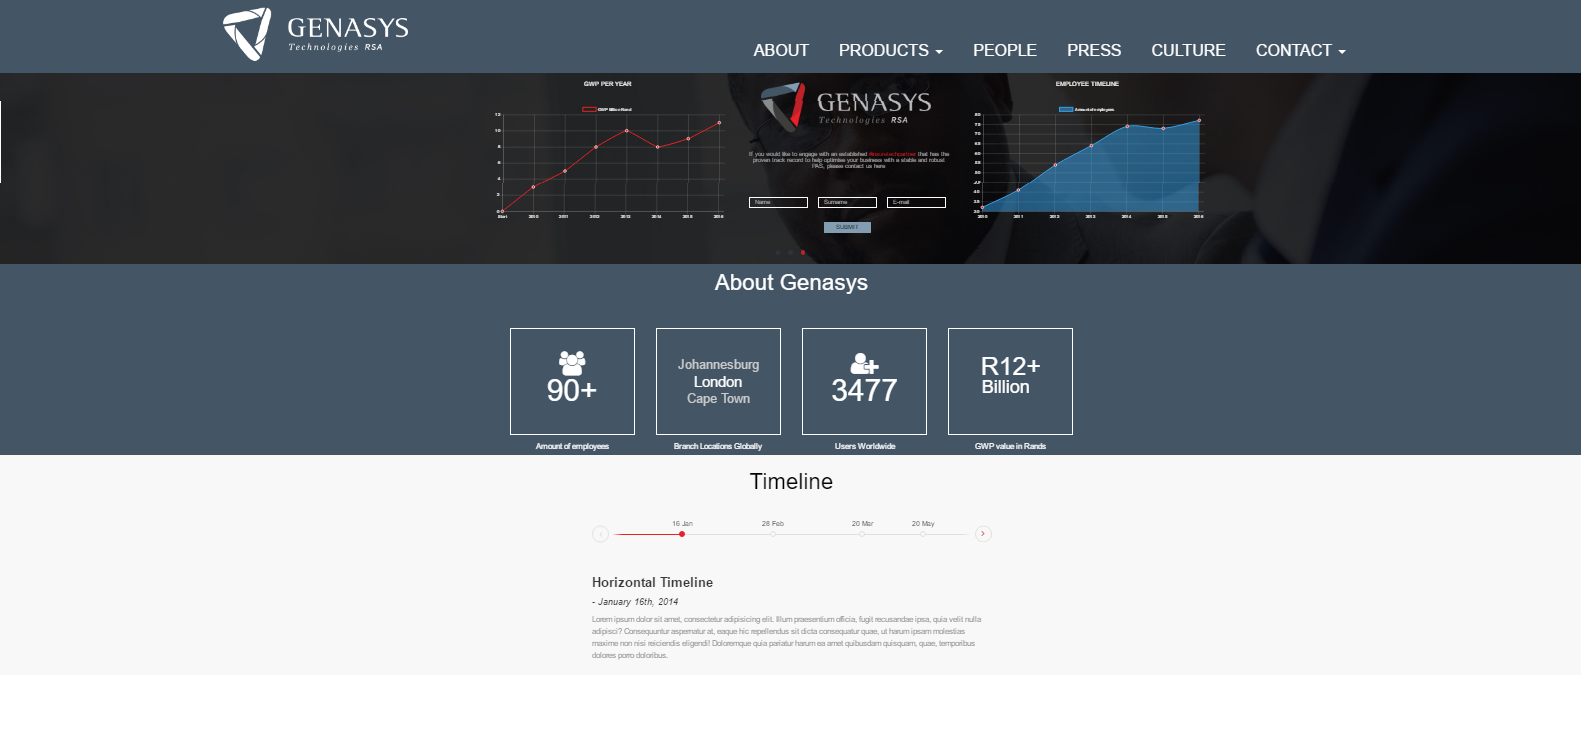 GENASYS
Technologies RSA
ABOUT PRODUCTS PEOPLE PRESS CULTURE CONTACT
GWP PER YEAR
GWP Billion Rand
12
10
8
6
4
2
0
Start 2010 2011 2012 2013 2014 2015 2016
GENASYS
Technologies RSA
If you would like to engage with an established #insurtechpartner that has the
proven track record to help optimise your business with a stable and robust
PAS, please contact us here
Name Surname E-mail
SUBMIT
EMPLOYEE TIMELINE
Amount of employees
80
75
70
65
60
55
50
45
40
35
30
2010 2011 2012 2013 2014 2015 2016
About Genasys
90+
Amount of employees
Johannesburg
London
Cape Town
Branch Locations Globally
3477
Users Worldwide
R12+
Billion
GWP value in Rands
Timeline
16 Jan 28 Feb 20 Mar 20 May
Horizontal Timeline
- January 16th, 2014
Lorem ipsum dolor sit amet, consectetur adipisicing elit. Illum praesentium officia, fugit recusandae ipsa, quia velit nulla
adipisci? Consequuntur aspernatur at, eaque hic repellendus sit dicta consequatur quae, ut harum ipsam molestias
maxime non nisi reiciendis eligendi! Doloremque quia pariatur harum ea amet quibusdam quisquam, quae, temporibus
dolores porro doloribus.